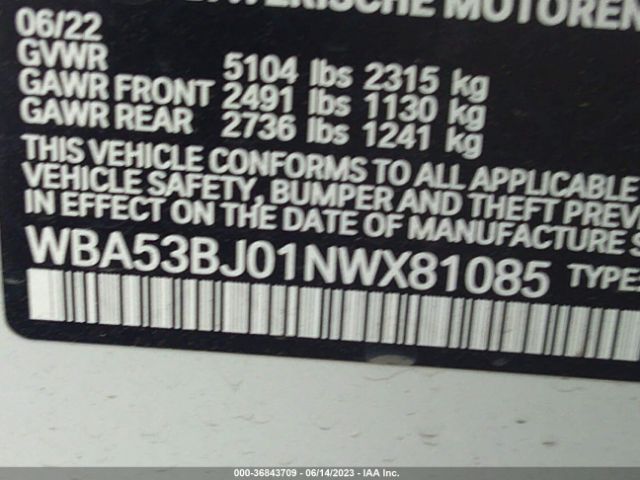 MOTOREN
06/22
GVWR 5104 lbs 2315 kg
GAWR FRONT 2491 lbs 1130 kg
GAWR REAR 2736 lbs 1241 kg
THIS VEHICLE CONFORMS TO ALL APPLICABLE
VEHICLE SAFETY, BUMPER AND THEFT PREV
IN EFFECT ON THE DATE OF MANUFACTURE S
WBA53BJ01NWX81085 TYPE:
000-36843709 - 06/14/2023 - IAA Inc.